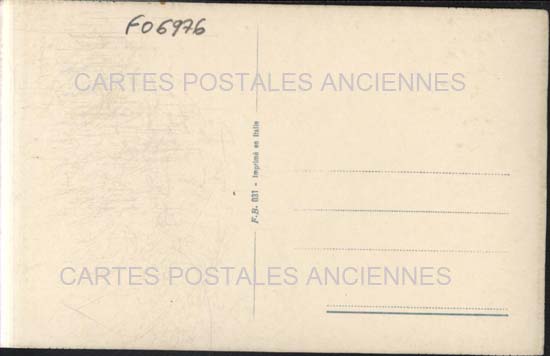 F06976
CARTES POSTALES ANCIENNES
F.B. 031 - Imprimé en Italie
CARTES POSTALES ANCIENNES